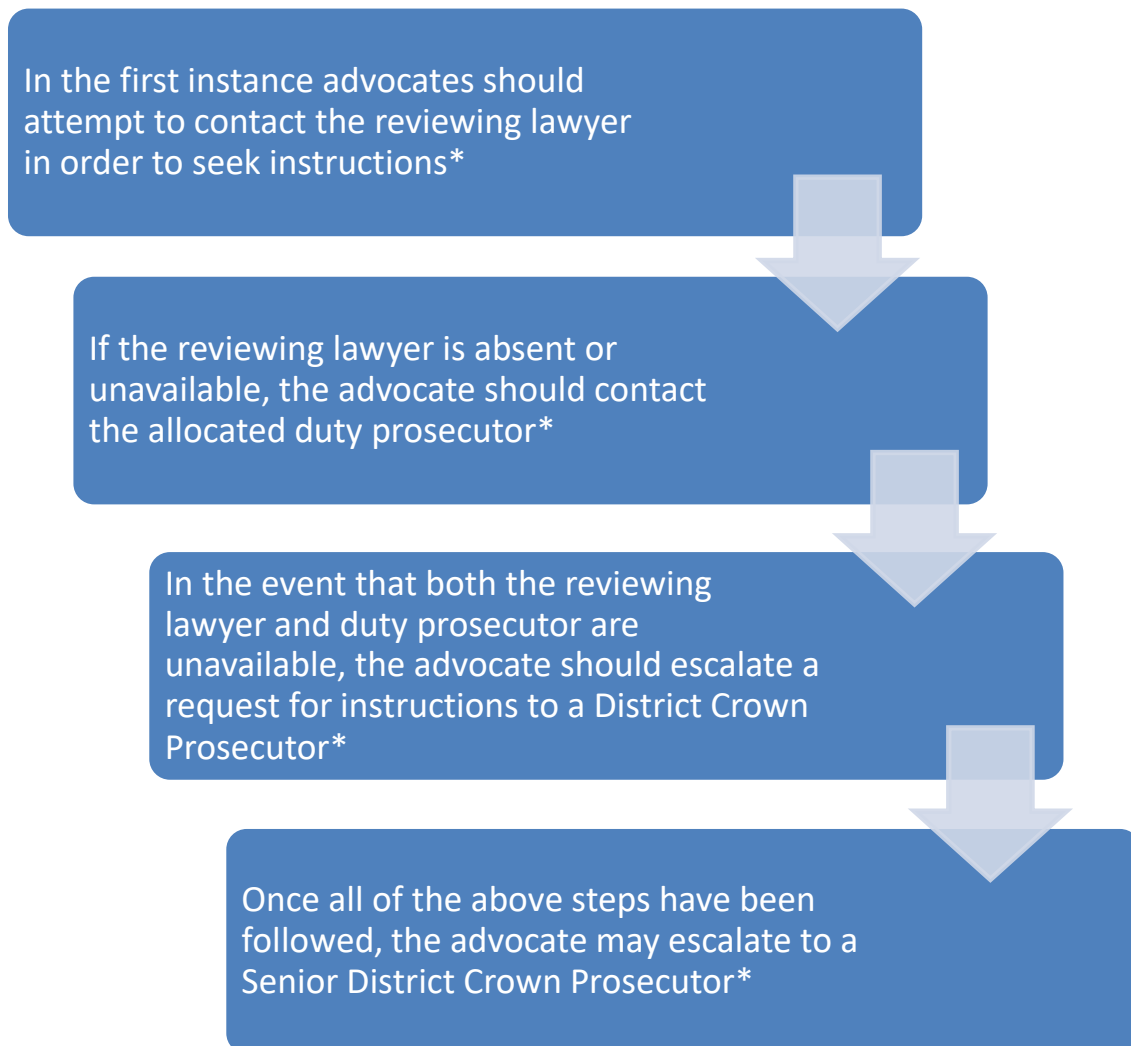 In the first instance advocates should
attempt to contact the reviewing lawyer
in order to seek instructions*
If the reviewing lawyer is absent or
unavailable, the advocate should contact
the allocated duty prosecutor*
In the event that both the reviewing
lawyer and duty prosecutor are
unavailable, the advocate should escalate a
request for instructions to a District Crown
Prosecutor*
Once all of the above steps have been
followed, the advocate may escalate to a
Senior District Crown Prosecutor*